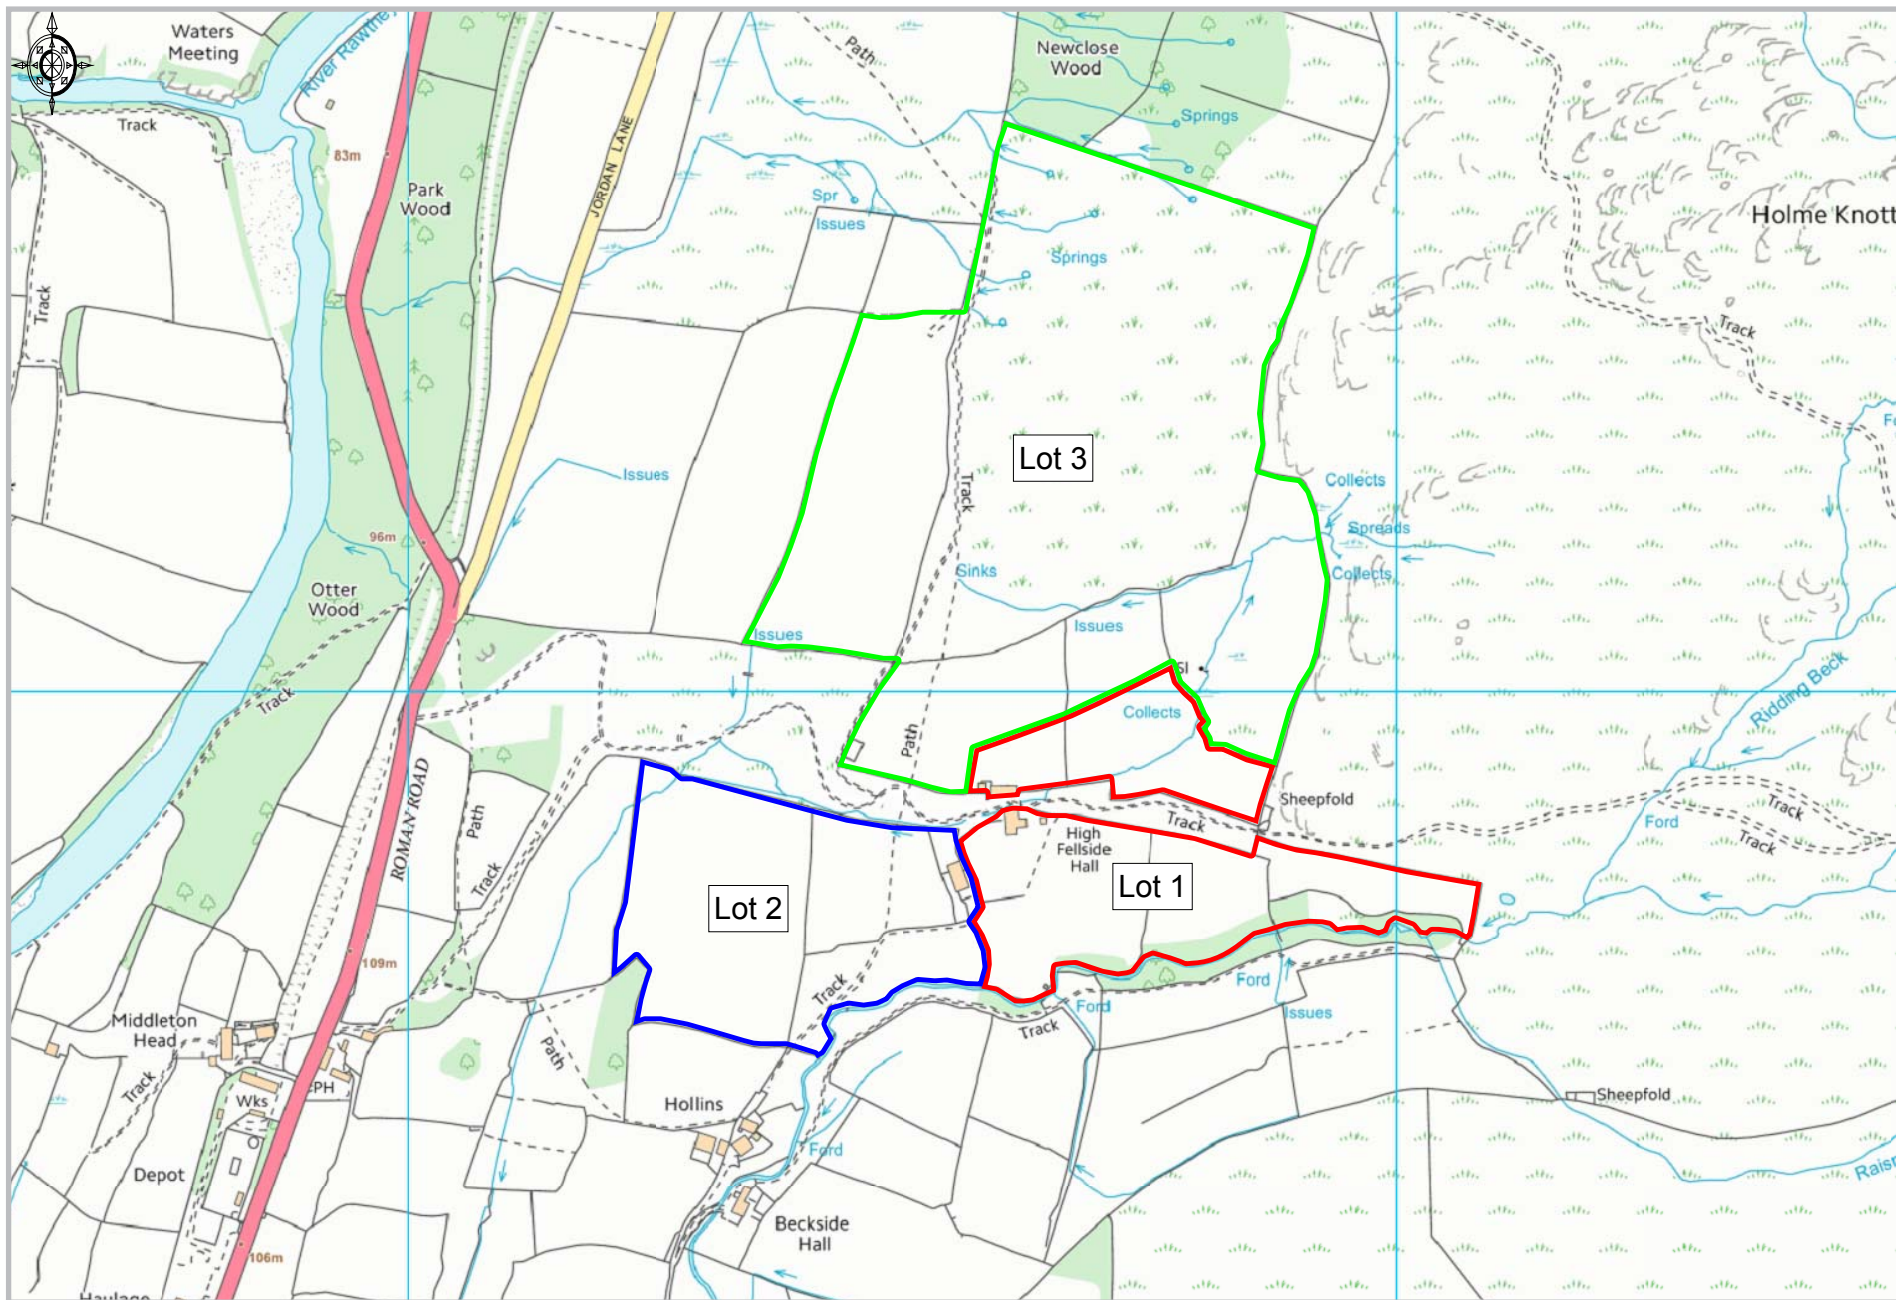 Waters
Meeting
River Rawthey
Newclose
Wood
Path
Track
83m
Springs
Park
Wood
JORDAN LANE
Spr
Issues
Holme Knott
Springs
Track
Track
Lot 3
Issues
Track
Collects
Spreads
Collects
96m
Sinks
Otter
Wood
Issues
Issues
Sl
Track
Collects
Ridding Beck
Path
ROMAN ROAD
Path
Sheepfold
Track
Track
Ford
Track
High
Fellside
Hall
Track
Lot 1
Lot 2
109m
Track
Ford
Ford
Issues
Track
Middleton
Head
Path
Track
PH
Wks
Hollins
Sheepfold
Ford
Depot
Beckside
Hall
106m
Haulage